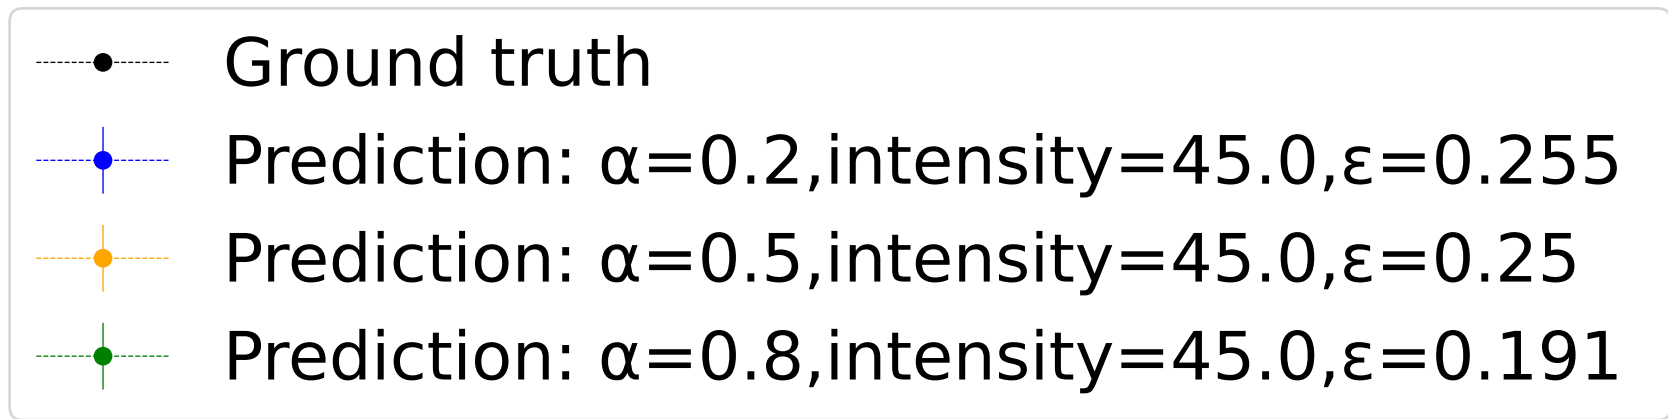 Ground truth
Prediction: α=0.2,intensity=45.0,ε=0.255
Prediction: α=0.5,intensity=45.0,ε=0.25
Prediction: α=0.8,intensity=45.0,ε=0.191